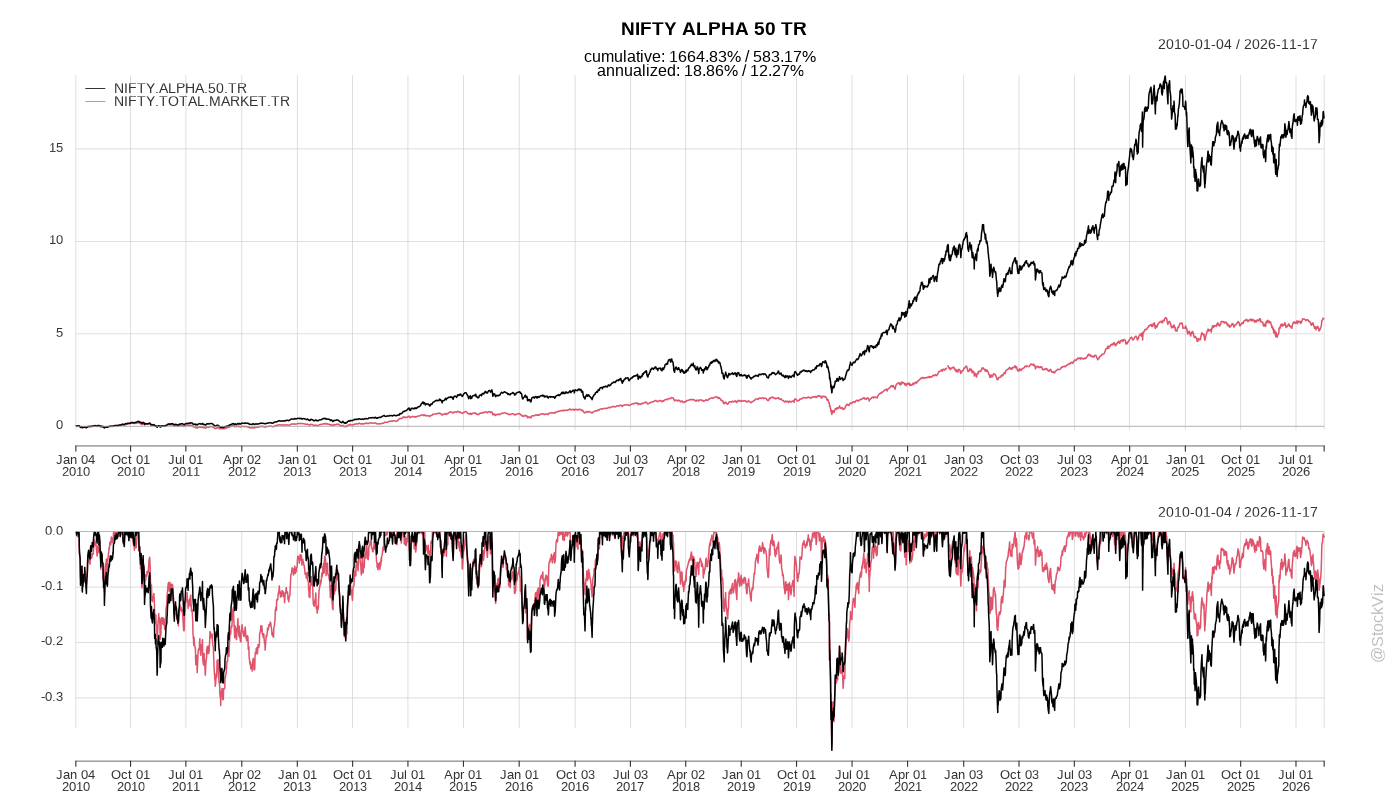 NIFTY ALPHA 50 TR
2010-01-04 / 2026-11-17
cumulative: 1664.83% / 583.17%
annualized: 18.86% / 12.27%
NIFTY.ALPHA.50.TR
NIFTY.TOTAL.MARKET.TR
15
10
5
0
Jan 04 Oct 01 Jul 01 Apr 02 Jan 01 Oct 01 Jul 01 Apr 01 Jan 01 Oct 03 Jul 03 Apr 02 Jan 01 Oct 01 Jul 01 Apr 01 Jan 03 Oct 03 Jul 03 Apr 01 Jan 01 Oct 01 Jul 01
2010 2010 2011 2012 2013 2013 2014 2015 2016 2016 2017 2018 2019 2019 2020 2021 2022 2022 2023 2024 2025 2025 2026
2010-01-04 / 2026-11-17
0.0
-0.1
-0.2
-0.3
Jan 04 Oct 01 Jul 01 Apr 02 Jan 01 Oct 01 Jul 01 Apr 01 Jan 01 Oct 03 Jul 03 Apr 02 Jan 01 Oct 01 Jul 01 Apr 01 Jan 03 Oct 03 Jul 03 Apr 01 Jan 01 Oct 01 Jul 01
2010 2010 2011 2012 2013 2013 2014 2015 2016 2016 2017 2018 2019 2019 2020 2021 2022 2022 2023 2024 2025 2025 2026
@StockViz